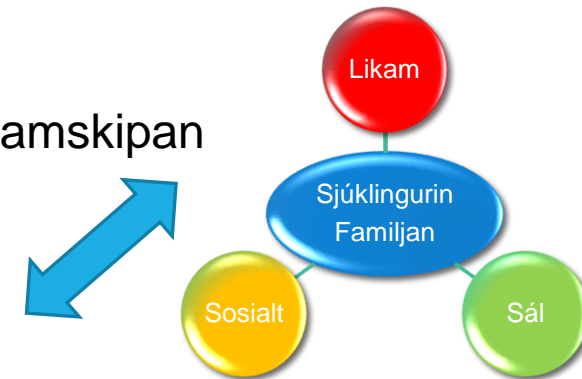 Likam
amskipan
Sjúklingurin
Familjan
Sosialt
Sál